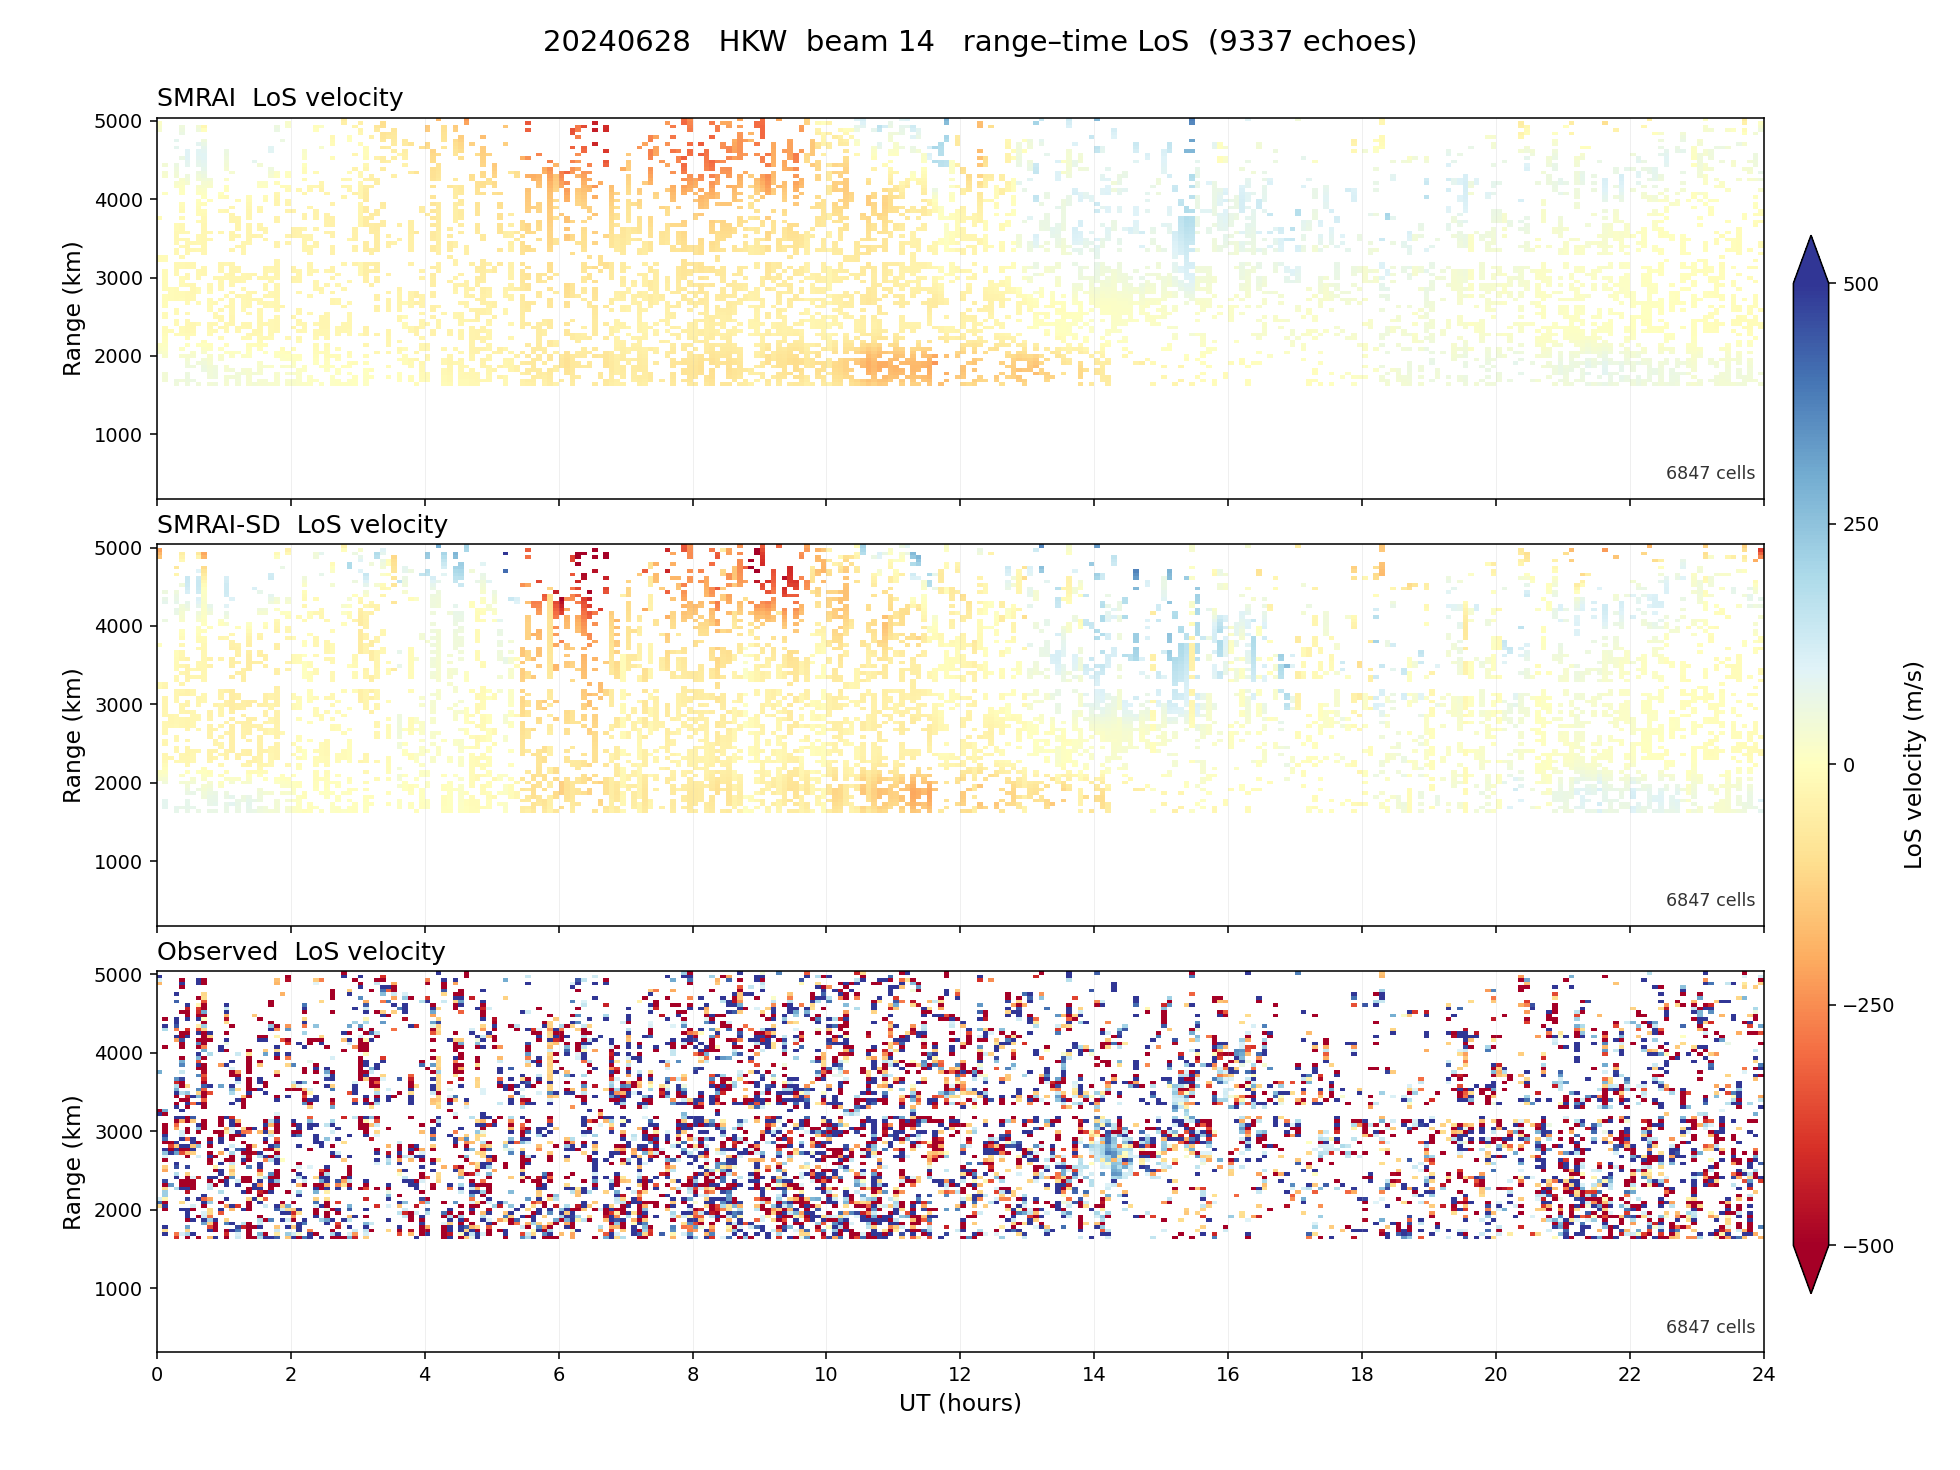 20240628   HKW  beam 14   range–time LoS  (9337 echoes)
SMRAI  LoS velocity
5000
4000
3000
2000
1000
Range (km)
6847 cells
SMRAI-SD  LoS velocity
5000
4000
3000
2000
1000
Range (km)
6847 cells
Observed  LoS velocity
5000
4000
3000
2000
1000
Range (km)
6847 cells
0 2 4 6 8 10 12 14 16 18 20 22 24
UT (hours)
500
250
0
−250
−500
LoS velocity (m/s)